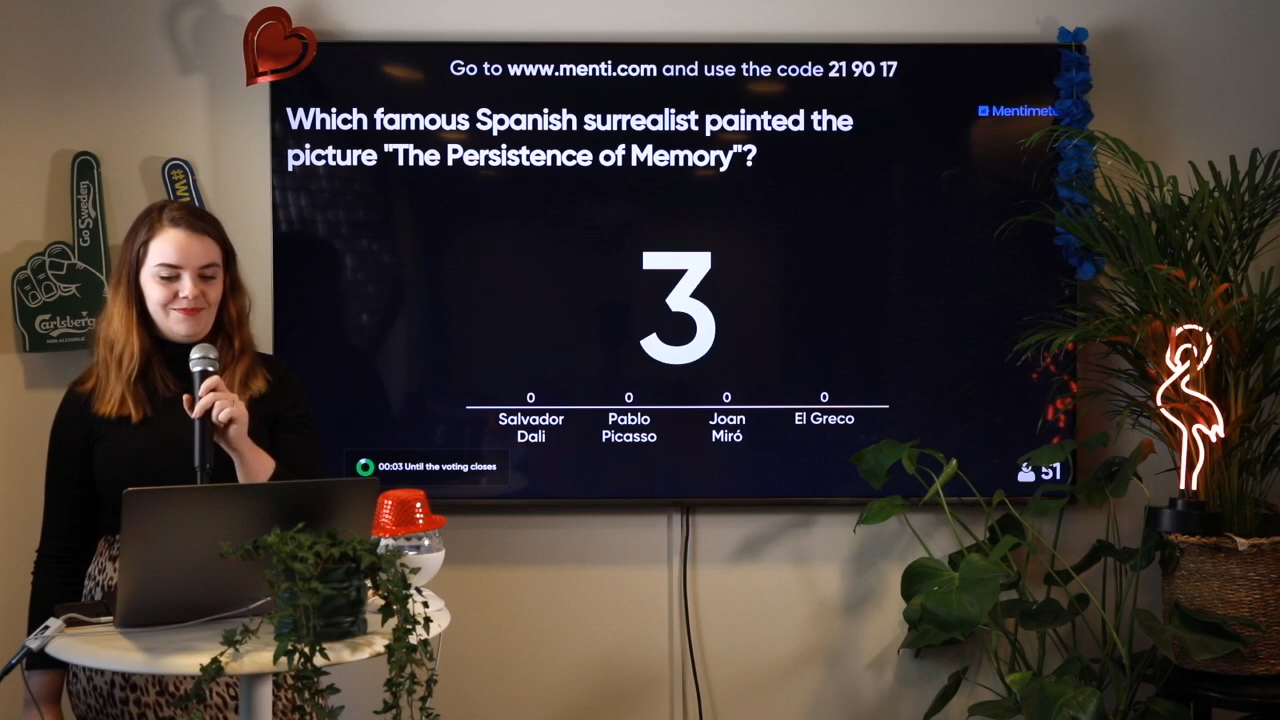 Go to www.menti.com and use the code 21 90 17
Mentimet
Which famous Spanish surrealist painted the
picture "The Persistence of Memory"?
3
0 0 0 0
Salvador Pablo Joan El Greco
Dali Picasso Miró
00:03 Until the voting closes
51
Go Sweden
Carlsberg
#W